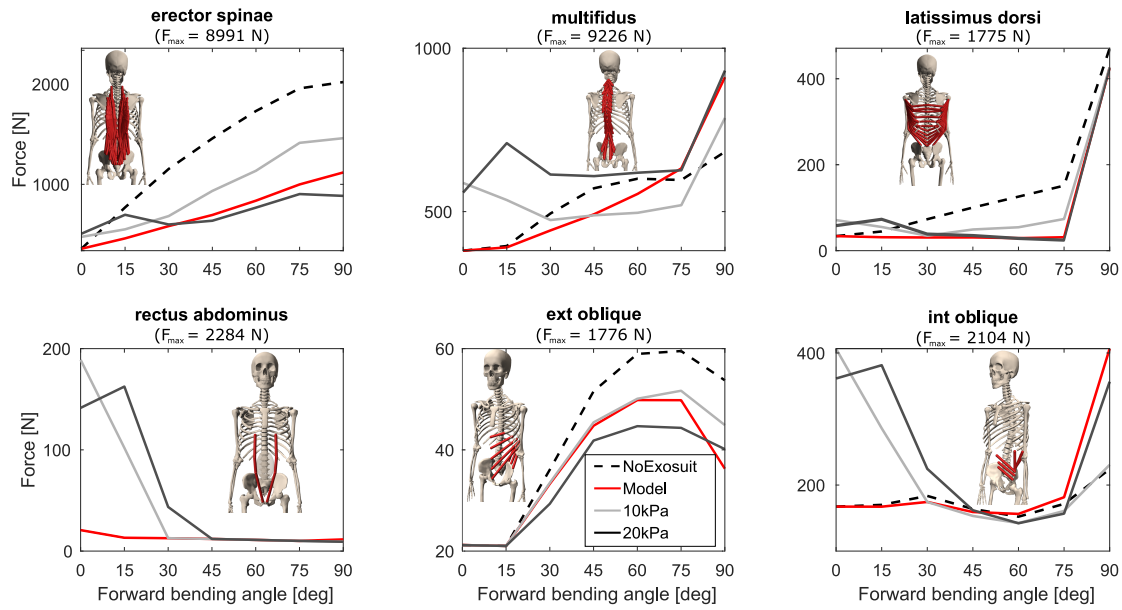 erector spinae
(Fmax = 8991 N)
multifidus
(Fmax = 9226 N)
latissimus dorsi
(Fmax = 1775 N)
Force [N]
2000
1000
0 15 30 45 60 75 90
1000
500
0 15 30 45 60 75 90
400
200
0
0 15 30 45 60 75 90
rectus abdominus
(Fmax = 2284 N)
ext oblique
(Fmax = 1776 N)
int oblique
(Fmax = 2104 N)
Force [N]
200
100
0
0 15 30 45 60 75 90
Forward bending angle [deg]
60
40
20
NoExosuit
Model
10kPa
20kPa
0 15 30 45 60 75 90
Forward bending angle [deg]
400
200
0 15 30 45 60 75 90
Forward bending angle [deg]